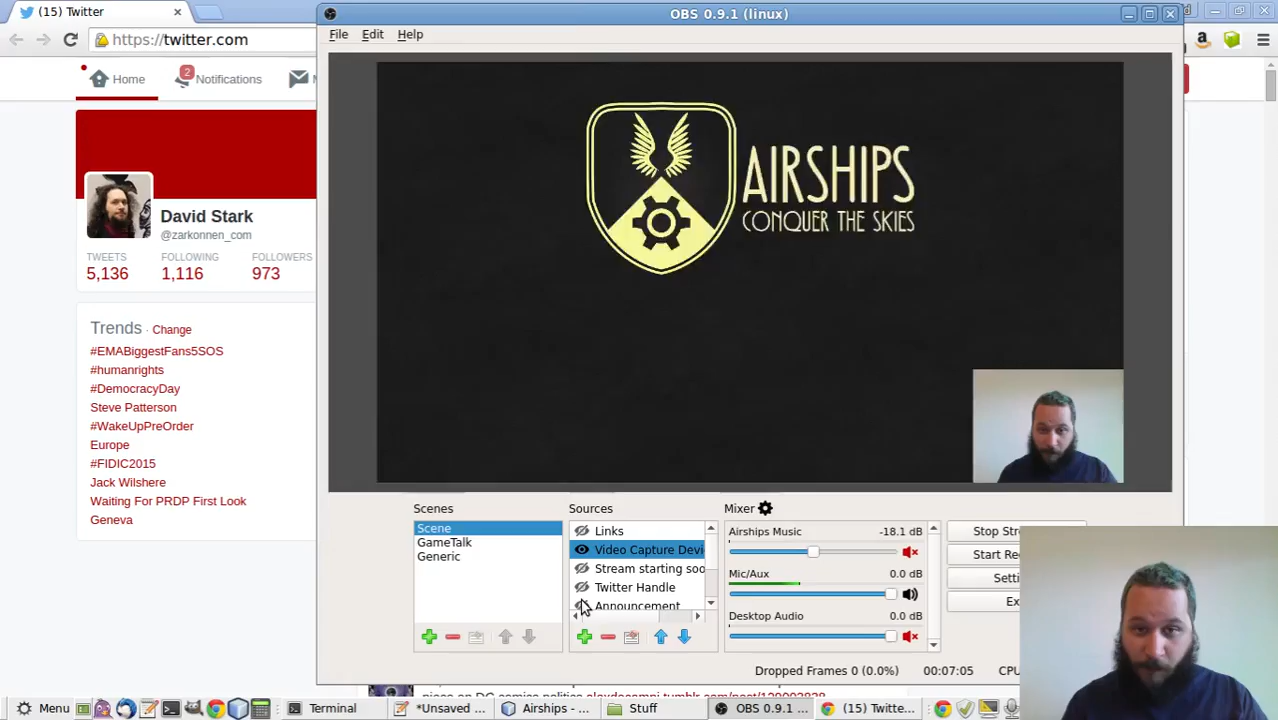 (15) Twitter
OBS 0.9.1 (linux)
https://twitter.com
File Edit Help
Home
2
Notifications
David Stark
@zarkonnen_com
TWEETS FOLLOWING FOLLOWERS
5,136 1,116 973
Trends · Change
#EMABiggestFans5SOS
#humanrights
#DemocracyDay
Steve Patterson
#WakeUpPreOrder
Europe
#FIDIC2015
Jack Wilshere
Waiting For PRDP First Look
Geneva
AIRSHIPS
CONQUER THE SKIES
Scenes
Scene
GameTalk
Generic
Sources
Links
Video Capture Devi
Stream starting soo
Twitter Handle
Announcement
Mixer
Airships Music -18.1 dB
Mic/Aux 0.0 dB
Desktop Audio 0.0 dB
Stop Str
Start Re
Setti
Ex
Dropped Frames 0 (0.0%) 00:07:05 CPU
Menu
Terminal
*Unsaved ...
Airships - ...
Stuff
OBS 0.9.1 ...
(15) Twitte...